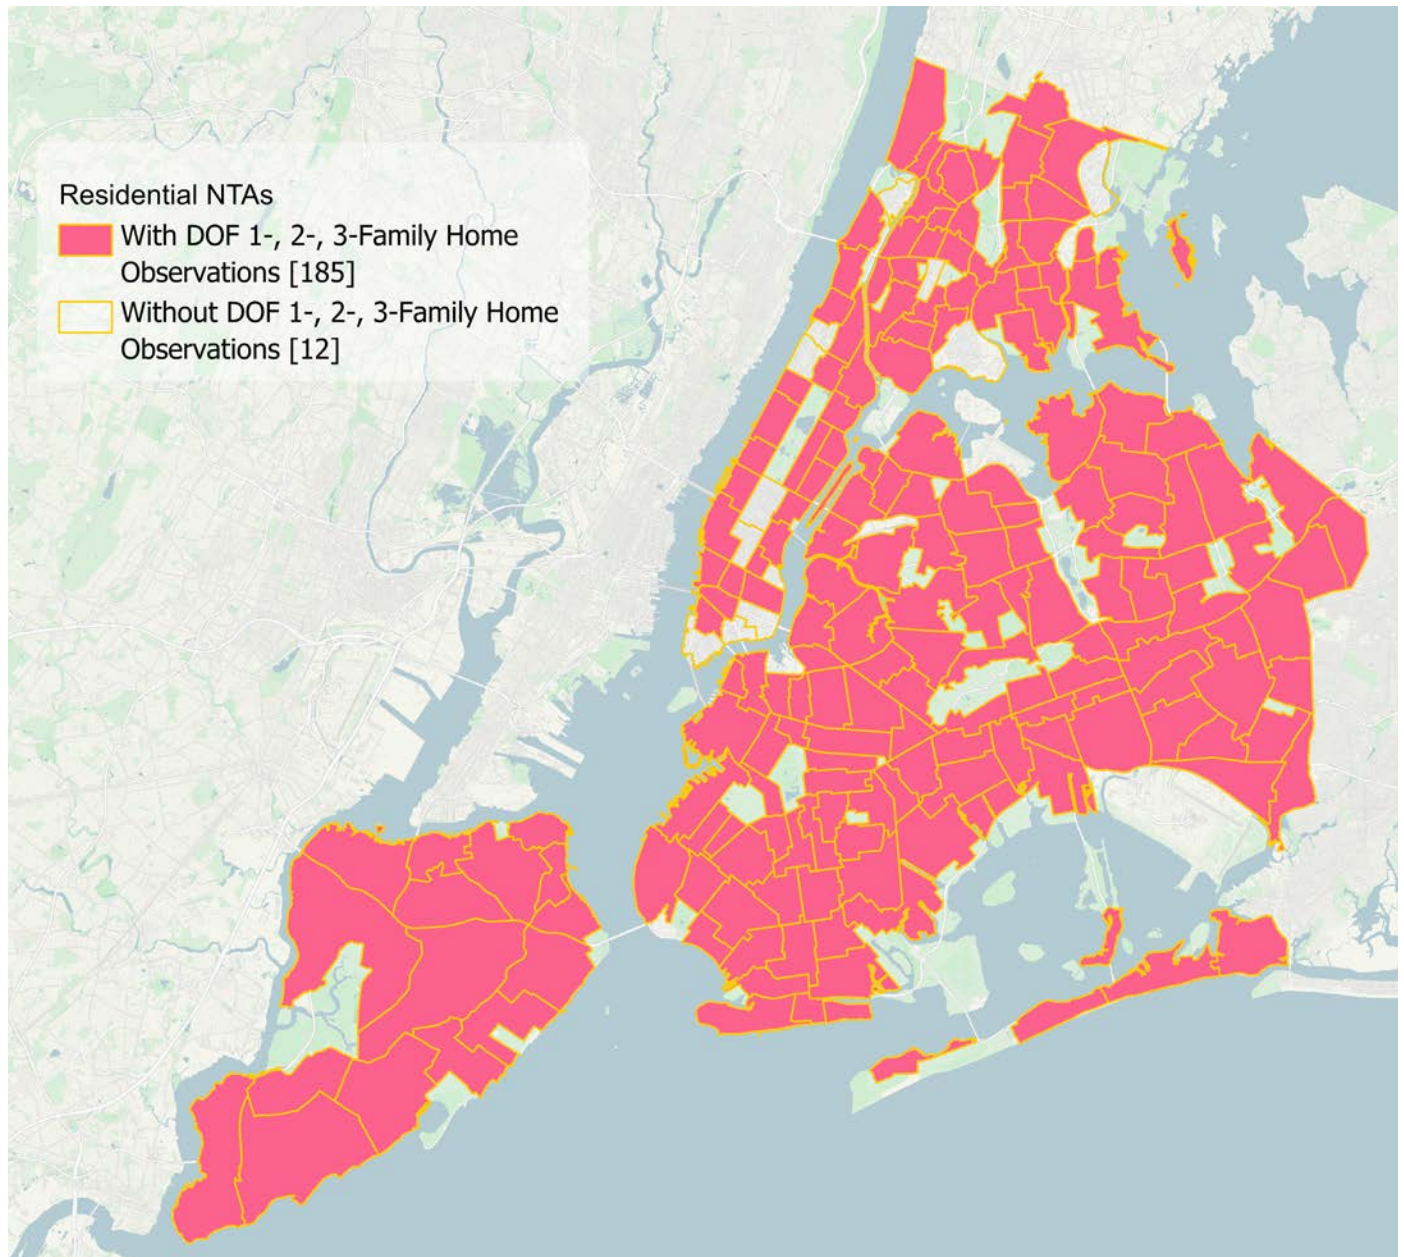 Residential NTAs
With DOF 1-, 2-, 3-Family Home
Observations [185]
Without DOF 1-, 2-, 3-Family Home
Observations [12]